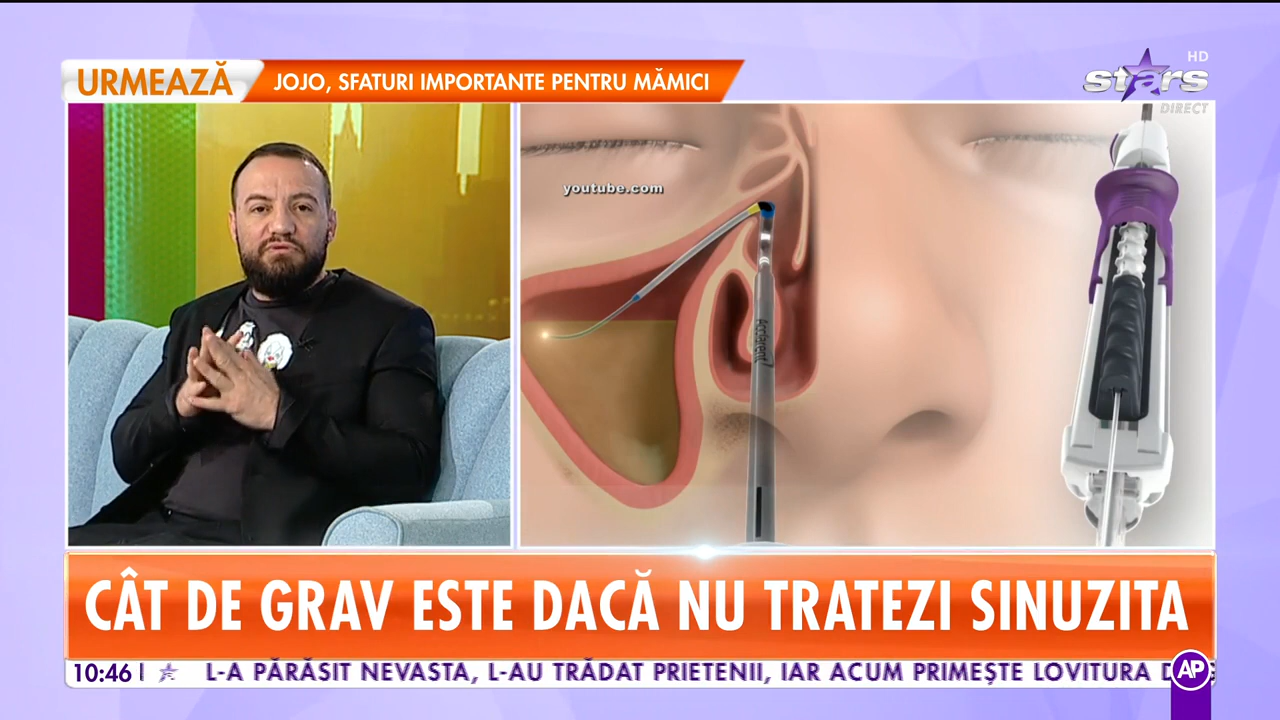 URMEAZĂ
JOJO, SFATURI IMPORTANTE PENTRU MĂMICI
HD
stars
DIRECT
youtube.com
Acclarent
CÂT DE GRAV ESTE DACĂ NU TRATEZI SINUZITA
10:46
L-A PĂRĂSIT NEVASTA, L-AU TRĂDAT PRIETENII, IAR ACUM PRIMEȘTE LOVITURA
AP